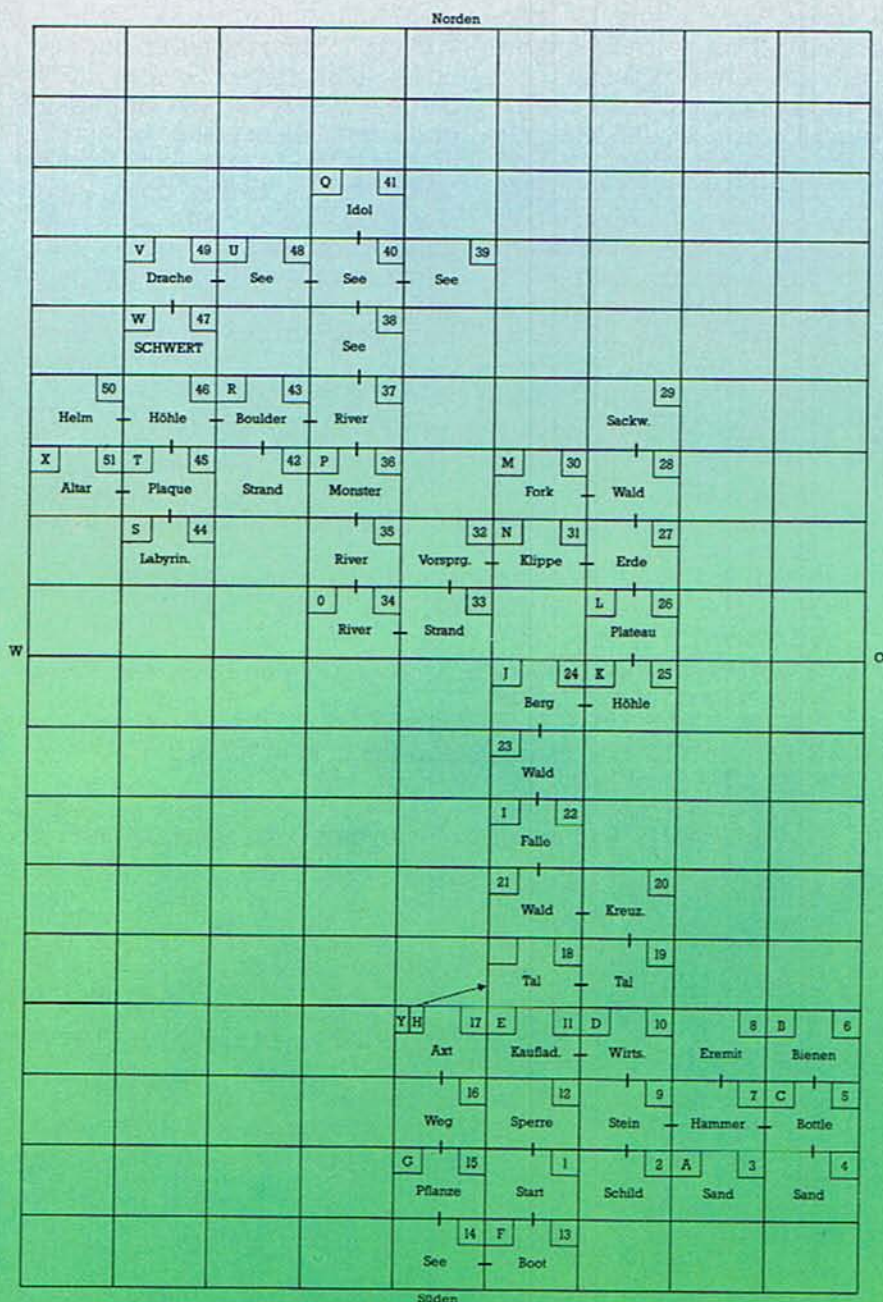 Norden
Q 41
Idol
V 49 U 48 40 39
Drache See See See
W 47 38
SCHWERT See
50 46 R 43 37 29
Helm Höhle Boulder River Sackw.
X 51 T 45 42 P 36 M 30 28
Altar Plaque Strand Monster Fork Wald
S 44 35 32 N 31 27
Labyrin. River Vorsprg. Klippe Erde
O 34 33 L 26
River Strand Plateau
W O
J 24 K 25
Berg Höhle
23
Wald
I 22
Falle
21 20
Wald Kreuz.
18 19
Tal Tal
Y H 17 E 11 D 10 8 B 6
Axt Kauflad. Wirts. Eremit Bienen
16 12 9 7 C 5
Weg Sperre Stein Hammer Bottle
G 15 1 2 A 3 4
Pflanze Start Schild Sand Sand
14 F 13
See Boot
Süden